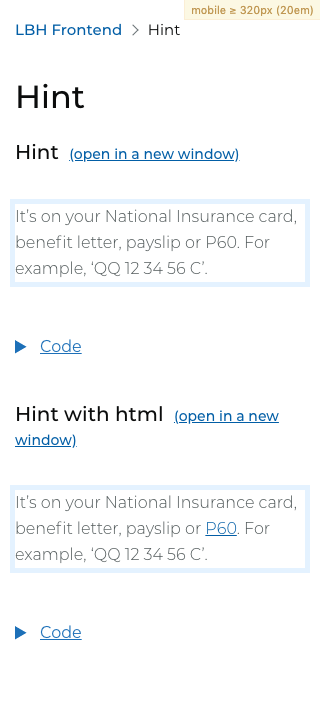 mobile ≥ 320px (20em)
LBH Frontend > Hint
Hint
Hint (open in a new window)
It's on your National Insurance card,
benefit letter, payslip or P60. For
example, ‘QQ 12 34 56 C’.
Code
Hint with html (open in a new
window)
It's on your National Insurance card,
benefit letter, payslip or P60. For
example, ‘QQ 12 34 56 C’.
Code